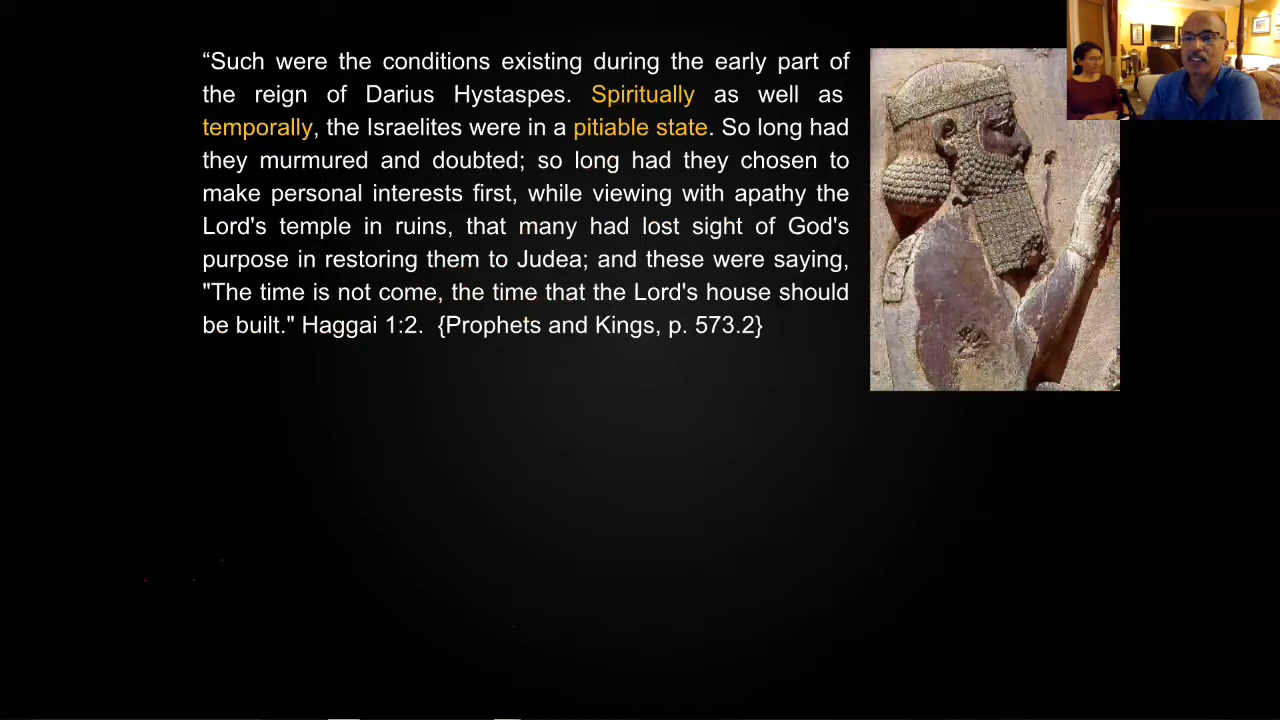 “Such were the conditions existing during the early part of
the reign of Darius Hystaspes. Spiritually as well as
temporally, the Israelites were in a pitiable state. So long had
they murmured and doubted; so long had they chosen to
make personal interests first, while viewing with apathy the
Lord's temple in ruins, that many had lost sight of God's
purpose in restoring them to Judea; and these were saying,
"The time is not come, the time that the Lord's house should
be built." Haggai 1:2. {Prophets and Kings, p. 573.2}